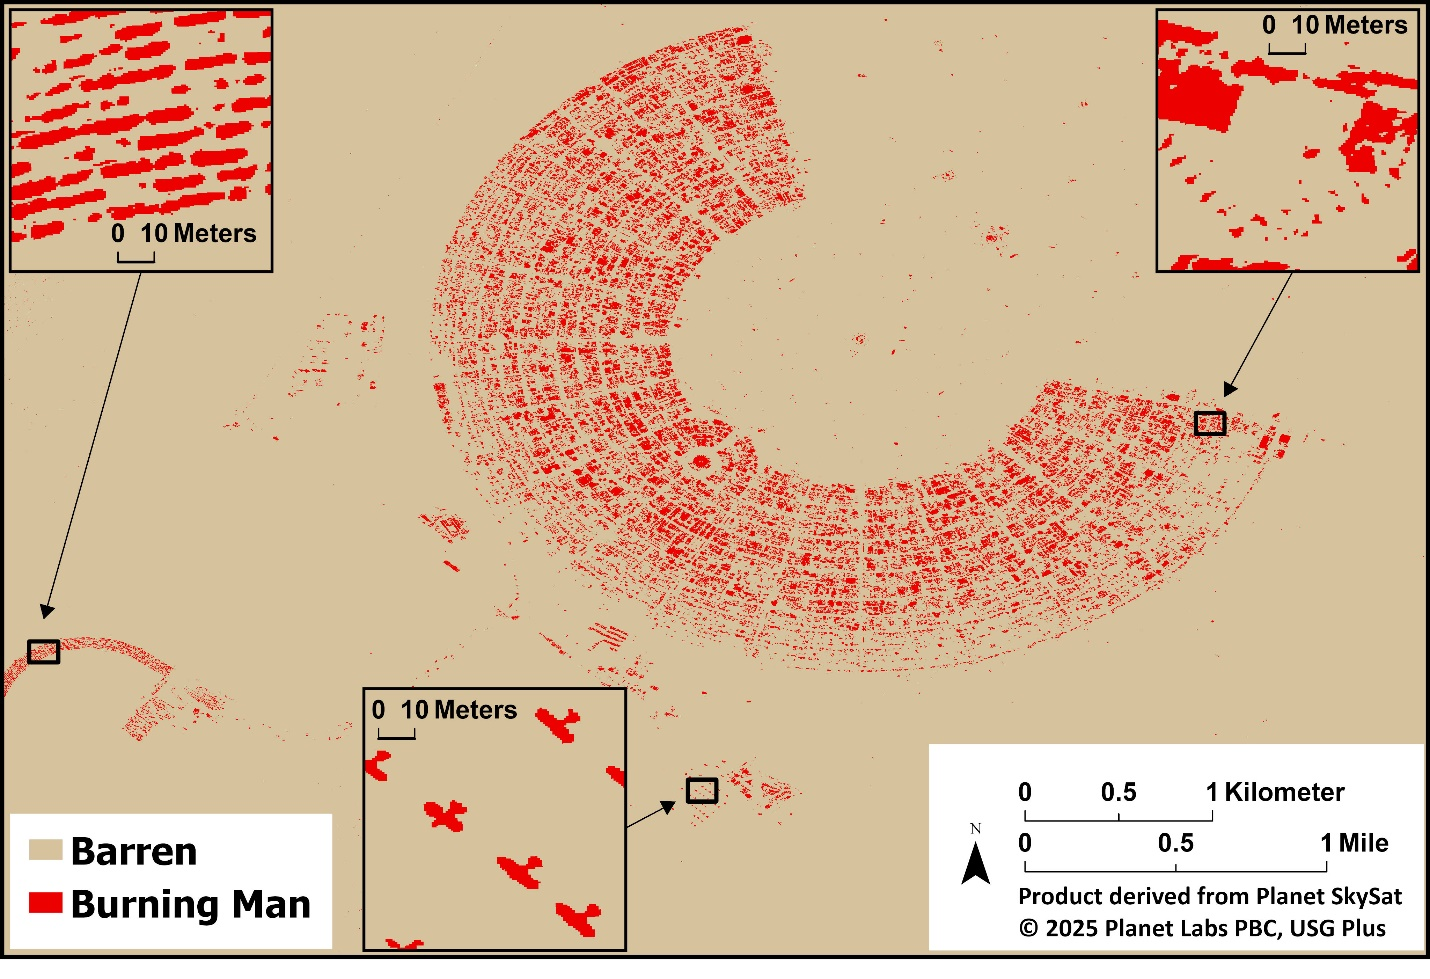 0 10 Meters
0 10 Meters
0 10 Meters
Barren
Burning Man
N
0 0.5 1 Kilometer
0 0.5 1 Mile
Product derived from Planet SkySat
© 2025 Planet Labs PBC, USG Plus